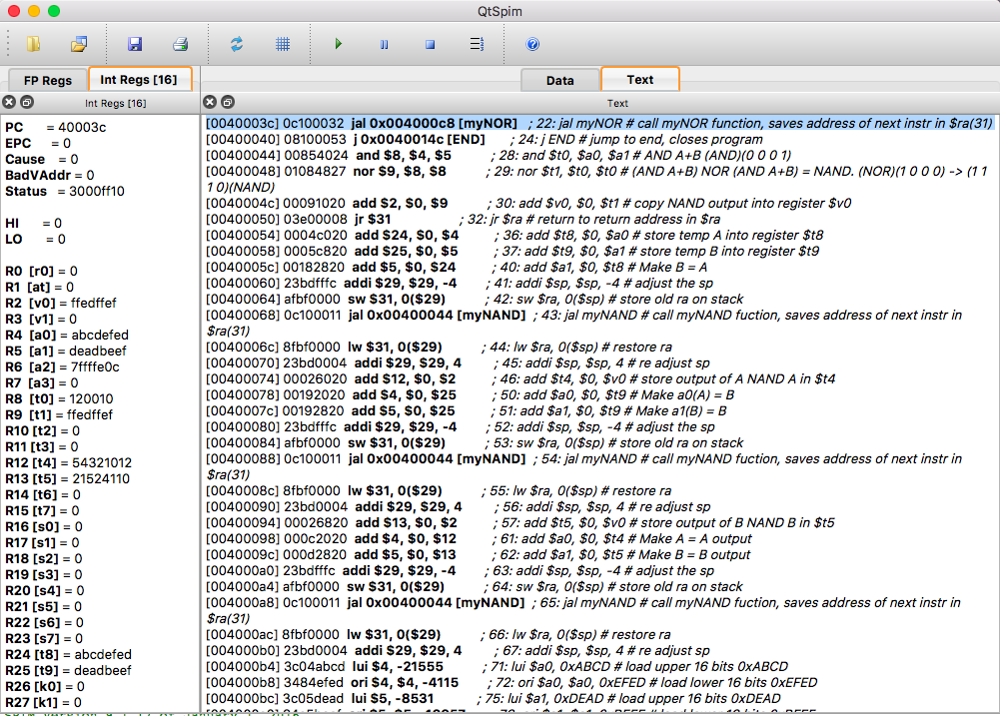 QtSpim
FP Regs
Int Regs [16]
Data
Text
Int Regs [16]
Text
PC = 40003c
EPC = 0
Cause = 0
BadVAddr = 0
Status = 3000ff10
HI = 0
LO = 0
R0 [r0] = 0
R1 [at] = 0
R2 [v0] = ffedffef
R3 [v1] = 0
R4 [a0] = abcdefed
R5 [a1] = deadbeef
R6 [a2] = 7ffffe0c
R7 [a3] = 0
R8 [t0] = 120010
R9 [t1] = ffedffef
R10 [t2] = 0
R11 [t3] = 0
R12 [t4] = 54321012
R13 [t5] = 21524110
R14 [t6] = 0
R15 [t7] = 0
R16 [s0] = 0
R17 [s1] = 0
R18 [s2] = 0
R19 [s3] = 0
R20 [s4] = 0
R21 [s5] = 0
R22 [s6] = 0
R23 [s7] = 0
R24 [t8] = abcdefed
R25 [t9] = deadbeef
R26 [k0] = 0
R27 [k1] = 0
[0040003c] 0c100032 jal 0x004000c8 [myNOR] ; 22: jal myNOR # call myNOR function, saves address of next instr in $ra(31)
[00400040] 08100053 j 0x0040014c [END] ; 24: j END # jump to end, closes program
[00400044] 00854024 and $8, $4, $5 ; 28: and $t0, $a0, $a1 # AND A+B (AND)(0 0 0 1)
[00400048] 01084827 nor $9, $8, $8 ; 29: nor $t1, $t0, $t0 # (AND A+B) NOR (AND A+B) = NAND. (NOR)(1 0 0 0) -> (1 1
1 0)(NAND)
[0040004c] 00091020 add $2, $0, $9 ; 30: add $v0, $0, $t1 # copy NAND output into register $v0
[00400050] 03e00008 jr $31 ; 32: jr $ra # return to return address in $ra
[00400054] 0004c020 add $24, $0, $4 ; 36: add $t8, $0, $a0 # store temp A into register $t8
[00400058] 0005c820 add $25, $0, $5 ; 37: add $t9, $0, $a1 # store temp B into register $t9
[0040005c] 00182820 add $5, $0, $24 ; 40: add $a1, $0, $t8 # Make B = A
[00400060] 23bdfffc addi $29, $29, -4 ; 41: addi $sp, $sp, -4 # adjust the sp
[00400064] afbf0000 sw $31, 0($29) ; 42: sw $ra, 0($sp) # store old ra on stack
[00400068] 0c100011 jal 0x00400044 [myNAND] ; 43: jal myNAND # call myNAND fuction, saves address of next instr in
$ra(31)
[0040006c] 8fbf0000 lw $31, 0($29) ; 44: lw $ra, 0($sp) # restore ra
[00400070] 23bd0004 addi $29, $29, 4 ; 45: addi $sp, $sp, 4 # re adjust sp
[00400074] 00026020 add $12, $0, $2 ; 46: add $t4, $0, $v0 # store output of A NAND A in $t4
[00400078] 00192020 add $4, $0, $25 ; 50: add $a0, $0, $t9 # Make a0(A) = B
[0040007c] 00192820 add $5, $0, $25 ; 51: add $a1, $0, $t9 # Make a1(B) = B
[00400080] 23bdfffc addi $29, $29, -4 ; 52: addi $sp, $sp, -4 # adjust the sp
[00400084] afbf0000 sw $31, 0($29) ; 53: sw $ra, 0($sp) # store old ra on stack
[00400088] 0c100011 jal 0x00400044 [myNAND] ; 54: jal myNAND # call myNAND fuction, saves address of next instr in
$ra(31)
[0040008c] 8fbf0000 lw $31, 0($29) ; 55: lw $ra, 0($sp) # restore ra
[00400090] 23bd0004 addi $29, $29, 4 ; 56: addi $sp, $sp, 4 # re adjust sp
[00400094] 00026820 add $13, $0, $2 ; 57: add $t5, $0, $v0 # store output of B NAND B in $t5
[00400098] 000c2020 add $4, $0, $12 ; 61: add $a0, $0, $t4 # Make A = A output
[0040009c] 000d2820 add $5, $0, $13 ; 62: add $a1, $0, $t5 # Make B = B output
[004000a0] 23bdfffc addi $29, $29, -4 ; 63: addi $sp, $sp, -4 # adjust the sp
[004000a4] afbf0000 sw $31, 0($29) ; 64: sw $ra, 0($sp) # store old ra on stack
[004000a8] 0c100011 jal 0x00400044 [myNAND] ; 65: jal myNAND # call myNAND fuction, saves address of next instr in
$ra(31)
[004000ac] 8fbf0000 lw $31, 0($29) ; 66: lw $ra, 0($sp) # restore ra
[004000b0] 23bd0004 addi $29, $29, 4 ; 67: addi $sp, $sp, 4 # re adjust sp
[004000b4] 3c04abcd lui $4, -21555 ; 71: lui $a0, 0xABCD # load upper 16 bits 0xABCD
[004000b8] 3484efed ori $4, $4, -4115 ; 72: ori $a0, $a0, 0xEFED # load lower 16 bits 0xEFED
[004000bc] 3c05dead lui $5, -8531 ; 75: lui $a1, 0xDEAD # load upper 16 bits 0xDEAD